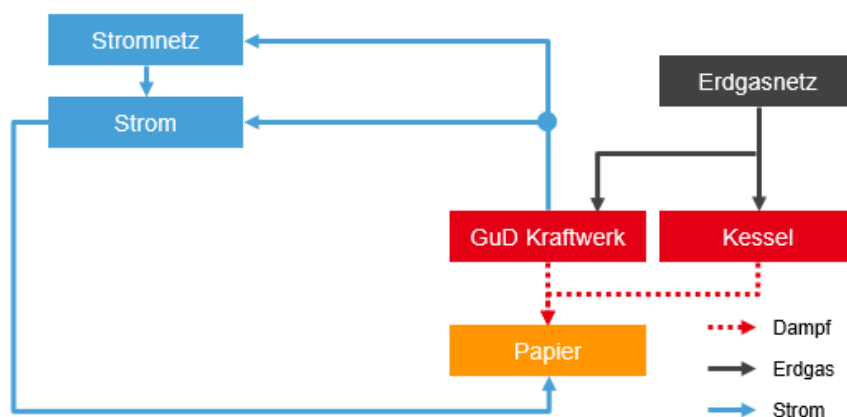 Stromnetz
Erdgasnetz
Strom
GuD Kraftwerk
Kessel
Papier
Dampf
Erdgas
Strom